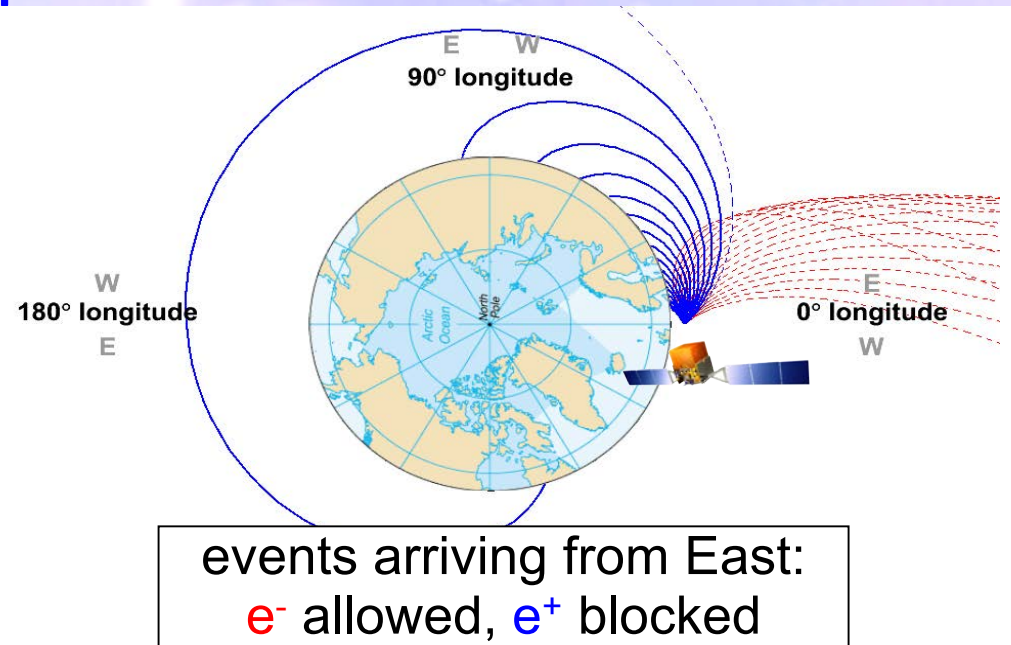 E W
90° longitude
W
180° longitude
E
North
Pole
Arctic
Ocean
E
0° longitude
W
events arriving from East:
e⁻ allowed, e⁺ blocked